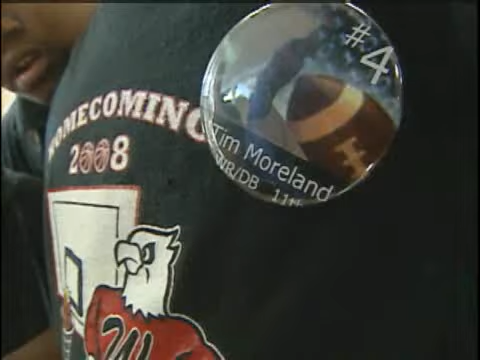 #4
Tim Moreland
WR/DB 11th
HOMECOMING
2008
W